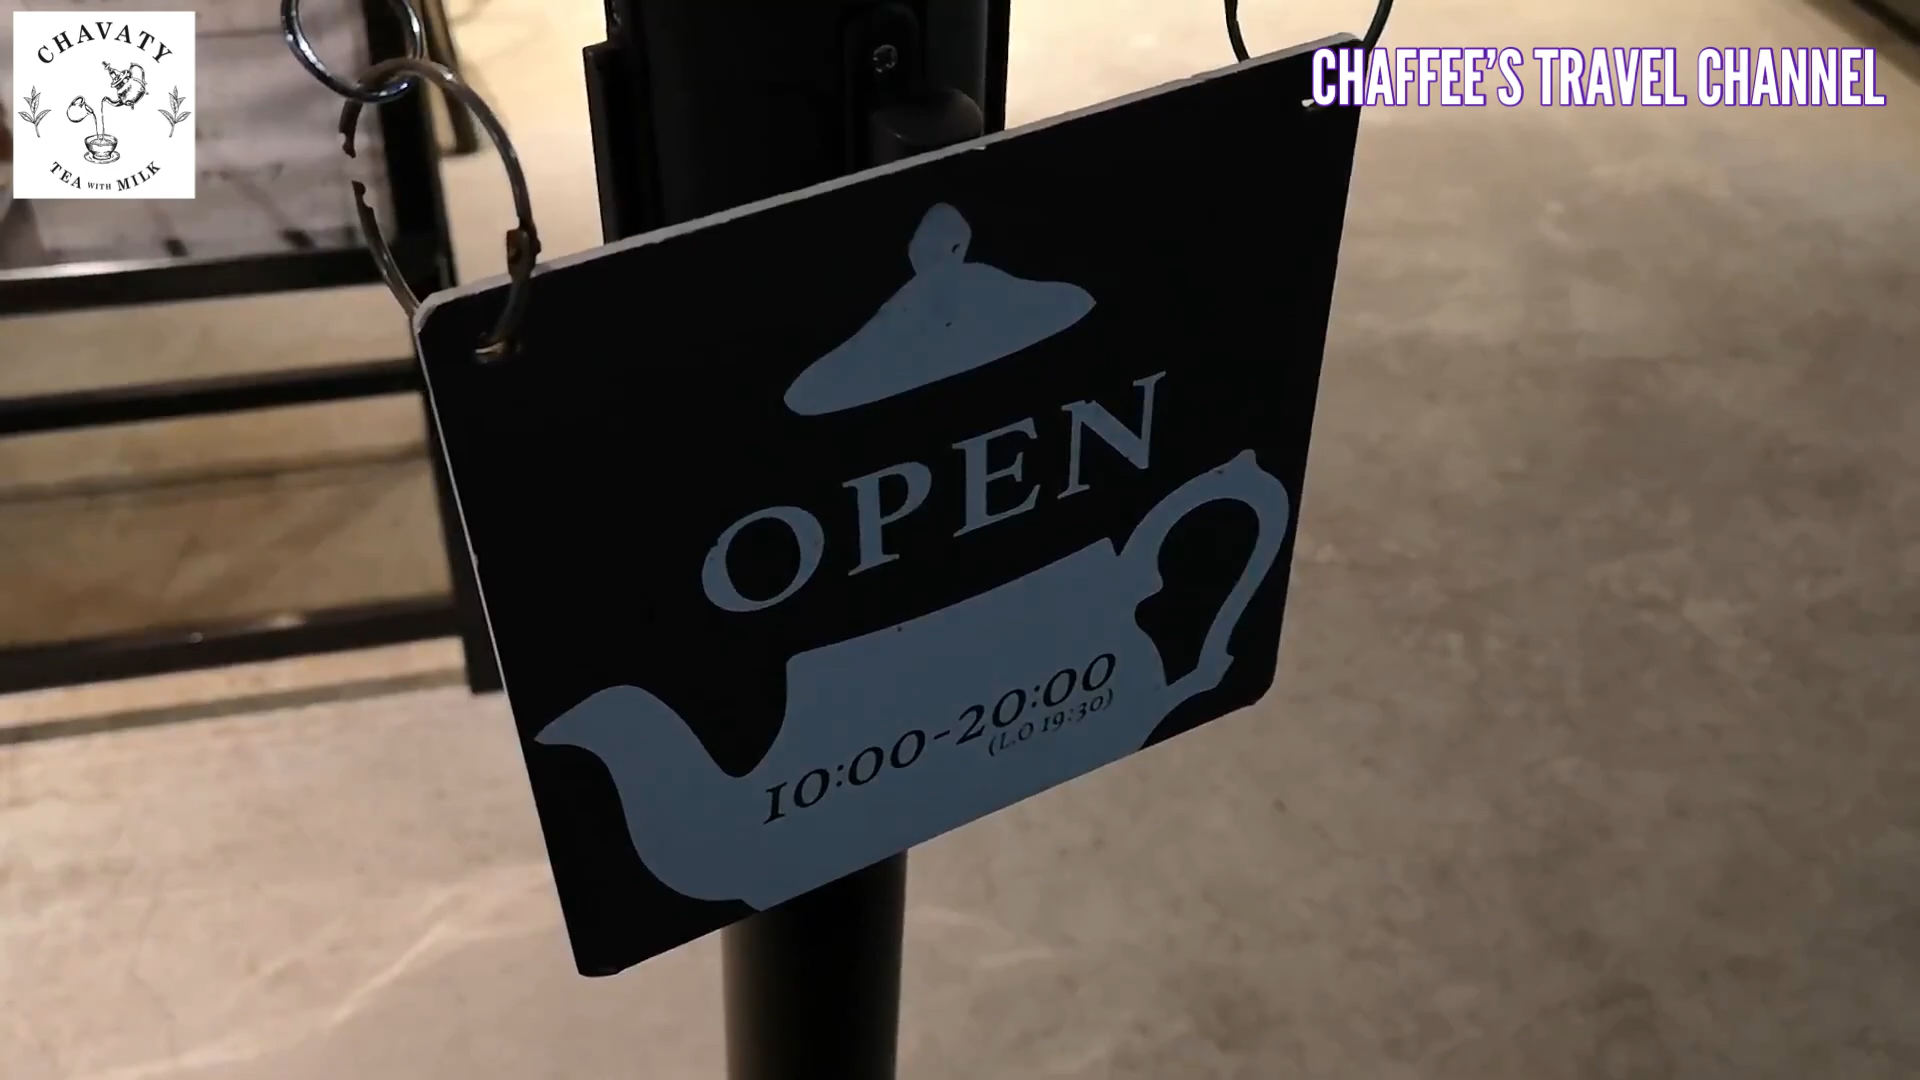 CHAVATY
TEA WITH MILK
CHAFFEE'S TRAVEL CHANNEL
OPEN
10:00-20:00
(L.O 19:30)